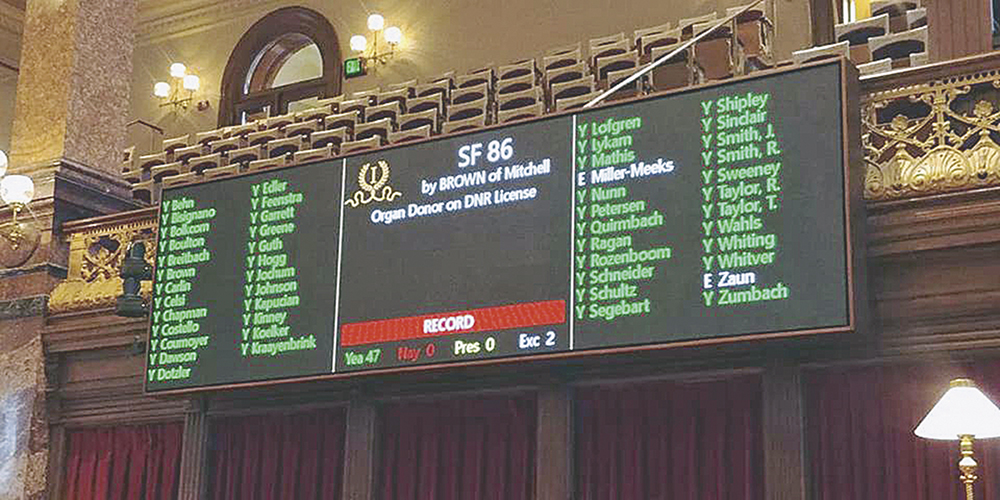 Y Behn
Y Bisignano
Y Bolkcom
Y Boulton
Y Breitbach
Y Brown
Y Carlin
Y Celsi
Y Chapman
Y Costello
Y Cournoyer
Y Dawson
Y Dotzler
Y Edler
Y Feenstra
Y Garrett
Y Greene
Y Guth
Y Hogg
Y Jochum
Y Johnson
Y Kapucian
Y Kinney
Y Koelker
Y Kraayenbrink
SF 86
by BROWN of Mitchell
Organ Donor on DNR License
RECORD
Yea 47 Nay 0 Pres 0 Exc 2
Y Lofgren
Y Lykam
Y Mathis
E Miller-Meeks
Y Nunn
Y Petersen
Y Quirmbach
Y Ragan
Y Rozenboom
Y Schneider
Y Schultz
Y Segebart
Y Shipley
Y Sinclair
Y Smith, J.
Y Smith, R.
Y Sweeney
Y Taylor, R.
Y Taylor, T.
Y Wahls
Y Whiting
Y Whitver
E Zaun
Y Zumbach